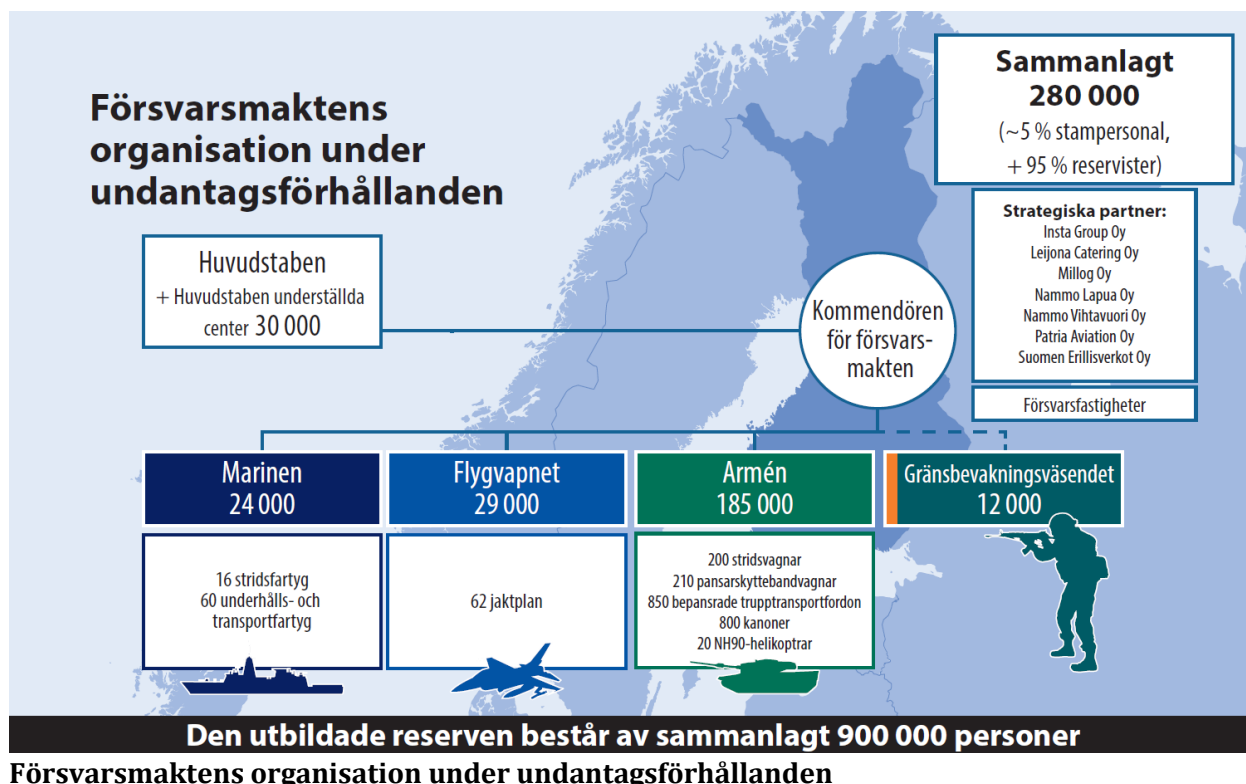 Försvarsmaktens
organisation under
undantagsförhållanden
Sammanlagt
280 000
(~5 % stampersonal,
+ 95 % reservister)
Strategiska partner:
Insta Group Oy
Leijona Catering Oy
Millog Oy
Nammo Lapua Oy
Nammo Vihtavuori Oy
Patria Aviation Oy
Suomen Erillisverkot Oy
Försvarsfastigheter
Huvudstaben
+ Huvudstaben underställda
center 30 000
Kommendören
för försvars-
makten
Marinen
24 000
16 stridsfartyg
60 underhålls- och
transportfartyg
Flygvapnet
29 000
62 jaktplan
Armén
185 000
200 stridsvagnar
210 pansarskyttebandvagnar
850 bepansrade trupptransportfordon
800 kanoner
20 NH90-helikoptrar
Gränsbevakningsväsendet
12 000
Den utbildade reserven består av sammanlagt 900 000 personer
Försvarsmaktens organisation under undantagsförhållanden